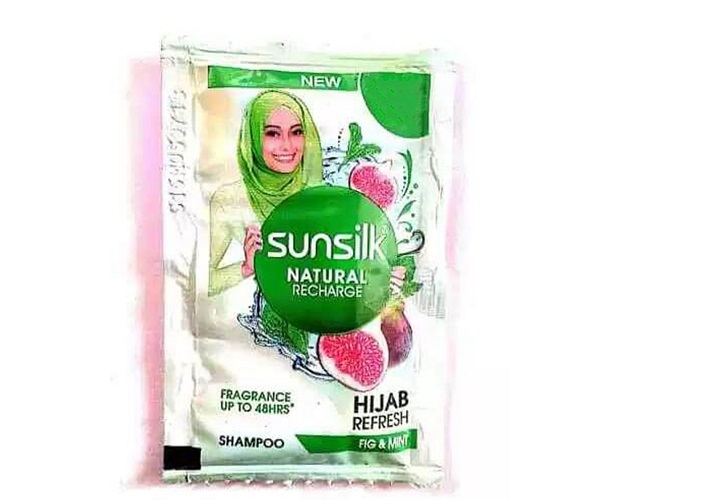 NEW
sunsilk
NATURAL
RECHARGE
FRAGRANCE
UP TO 48HRS*
HIJAB
REFRESH
SHAMPOO
FIG & MINT